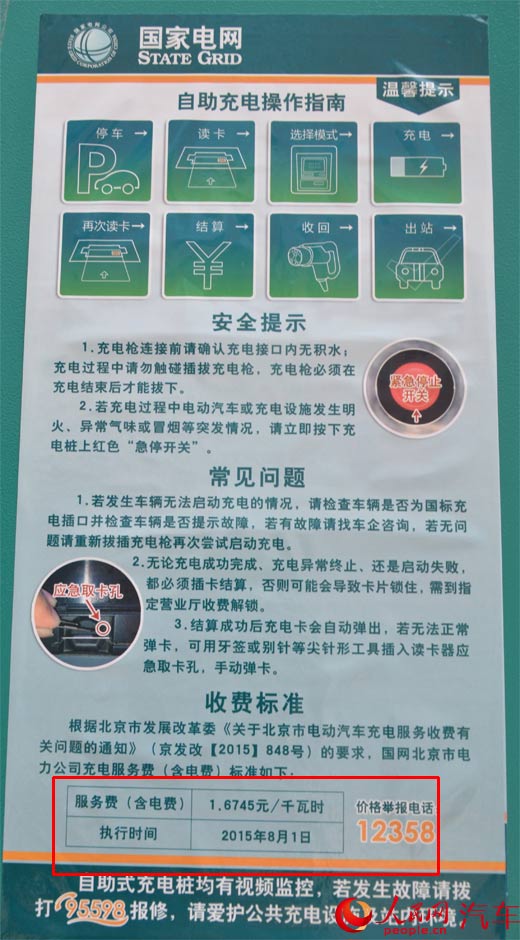 国家电网
STATE GRID
温馨提示
自助充电操作指南
停车→
读卡→
选择模式→
充电→
再次读卡→
结算→
收回→
出站→
安全提示
1.充电枪连接前请确认充电接口内无积水；
充电过程中请勿触碰插拔充电枪，充电枪必须在
充电结束后才能拔下。
2.若充电过程中电动汽车或充电设施发生明
火、异常气味或冒烟等突发情况，请立即按下充
电桩上红色“急停开关”。
紧急停止
开关
常见问题
1.若发生车辆无法启动充电的情况，请检查车辆是否为国标充
电插口并检查车辆是否提示故障，若有故障请找车企咨询，若无问
题请重新拔插充电枪再次尝试启动充电。
2.无论充电成功完成、充电异常终止、还是启动失败，
都必须插卡结算，否则可能会导致卡片锁住，需到指
定营业厅收费解锁。
3.结算成功后充电卡会自动弹出，若无法正常
弹卡，可用牙签或别针等尖针形工具插入读卡器应
急取卡孔，手动弹卡。
应急取卡孔
收费标准
根据北京市发展改革委《关于北京市电动汽车充电服务收费有
关问题的通知》（京发改【2015】848号）的要求，国网北京市电
力公司充电服务费（含电费）标准如下：
服务费（含电费） 1.6745元/千瓦时
执行时间 2015年8月1日
价格举报电话：
12358
自助式充电桩均有视频监控，若发生故障请拨
打95598报修，请爱护公共充电设
环境，
人民网 汽车
people.cn